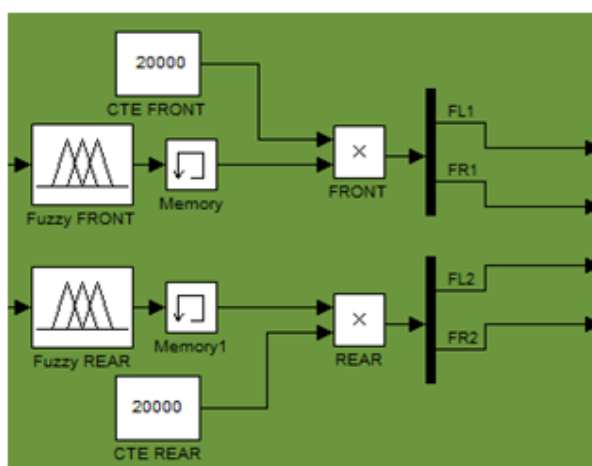 20000
CTE FRONT
FL1
×
Fuzzy FRONT
Memory
FRONT
FR1
FL2
×
Fuzzy REAR
Memory1
REAR
FR2
20000
CTE REAR